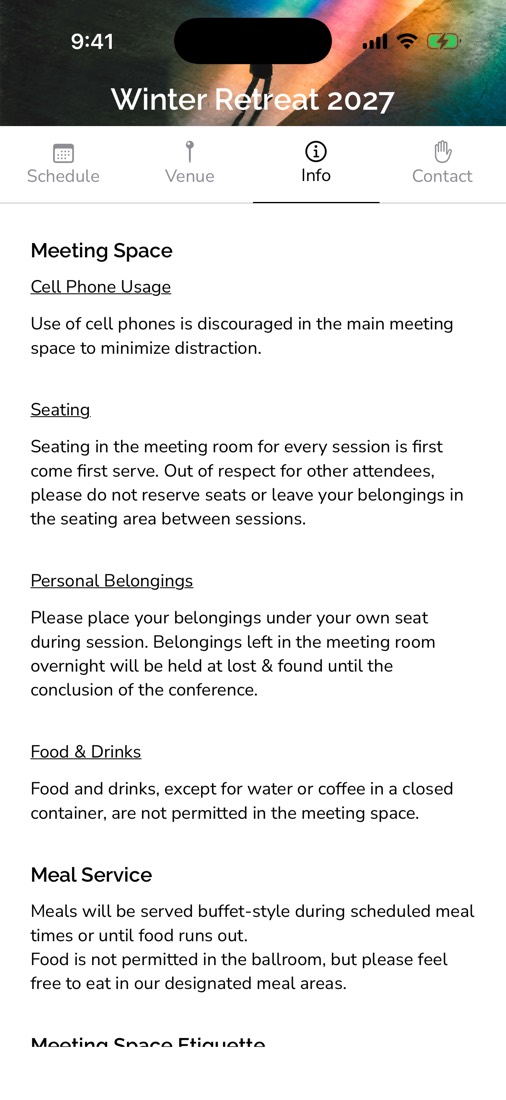 9:41
Winter Retreat 2027
Schedule
Venue
Info
Contact
Meeting Space
Cell Phone Usage
Use of cell phones is discouraged in the main meeting
space to minimize distraction.
Seating
Seating in the meeting room for every session is first
come first serve. Out of respect for other attendees,
please do not reserve seats or leave your belongings in
the seating area between sessions.
Personal Belongings
Please place your belongings under your own seat
during session. Belongings left in the meeting room
overnight will be held at lost & found until the
conclusion of the conference.
Food & Drinks
Food and drinks, except for water or coffee in a closed
container, are not permitted in the meeting space.
Meal Service
Meals will be served buffet-style during scheduled meal
times or until food runs out.
Food is not permitted in the ballroom, but please feel
free to eat in our designated meal areas.
Meeting Space Etiquette